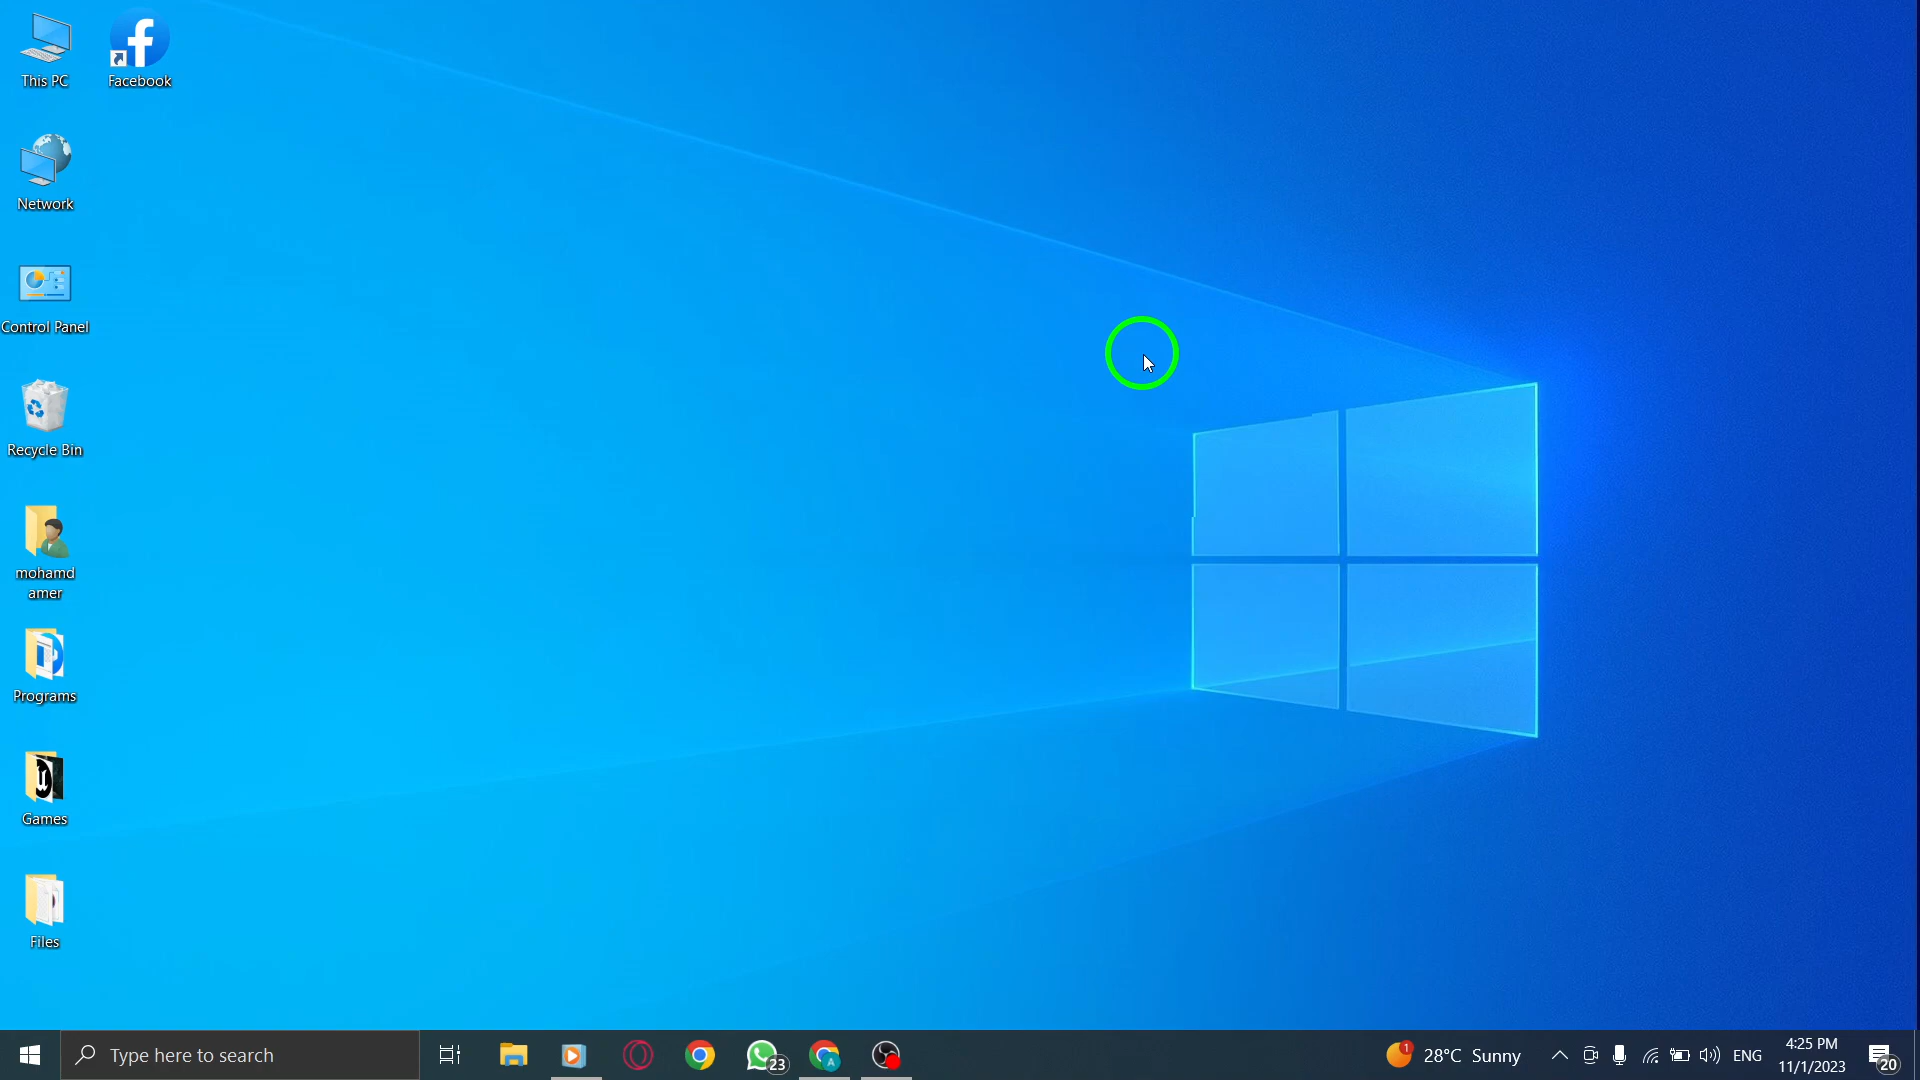 This PC
Facebook
Network
Control Panel
Recycle Bin
mohamd
amer
Programs
Games
Files
Type here to search
23
A
1
28°C Sunny
ENG
4:25 PM
11/1/2023
20